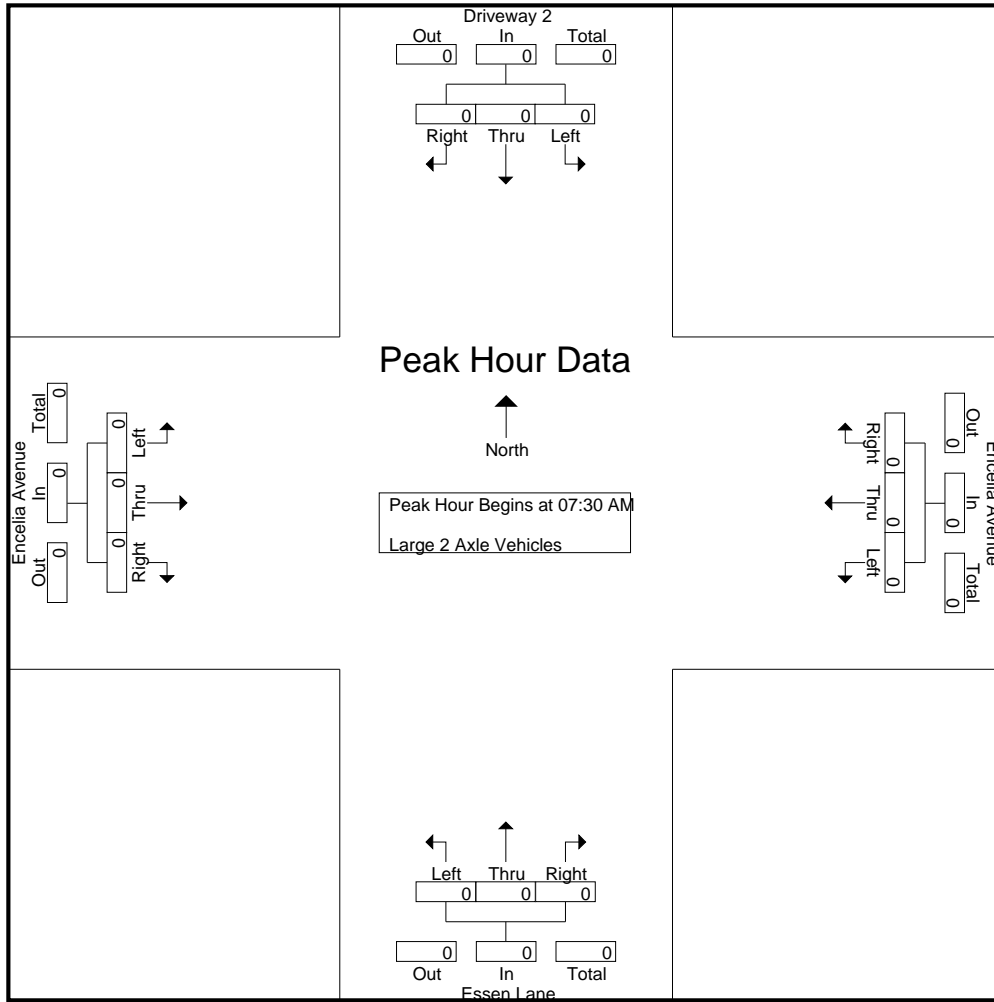 Driveway 2
Out In Total
0 0 0
0 0 0
Right Thru Left
Peak Hour Data
North
Peak Hour Begins at 07:30 AM
Large 2 Axle Vehicles
Encelia Avenue
Out In Total
0 0 0
0 0 0
Right Thru Left
Encelia Avenue
Out In Total
0 0 0
0 0 0
Right Thru Left
Left Thru Right
0 0 0
0 0 0
Out In Total
Essen Lane